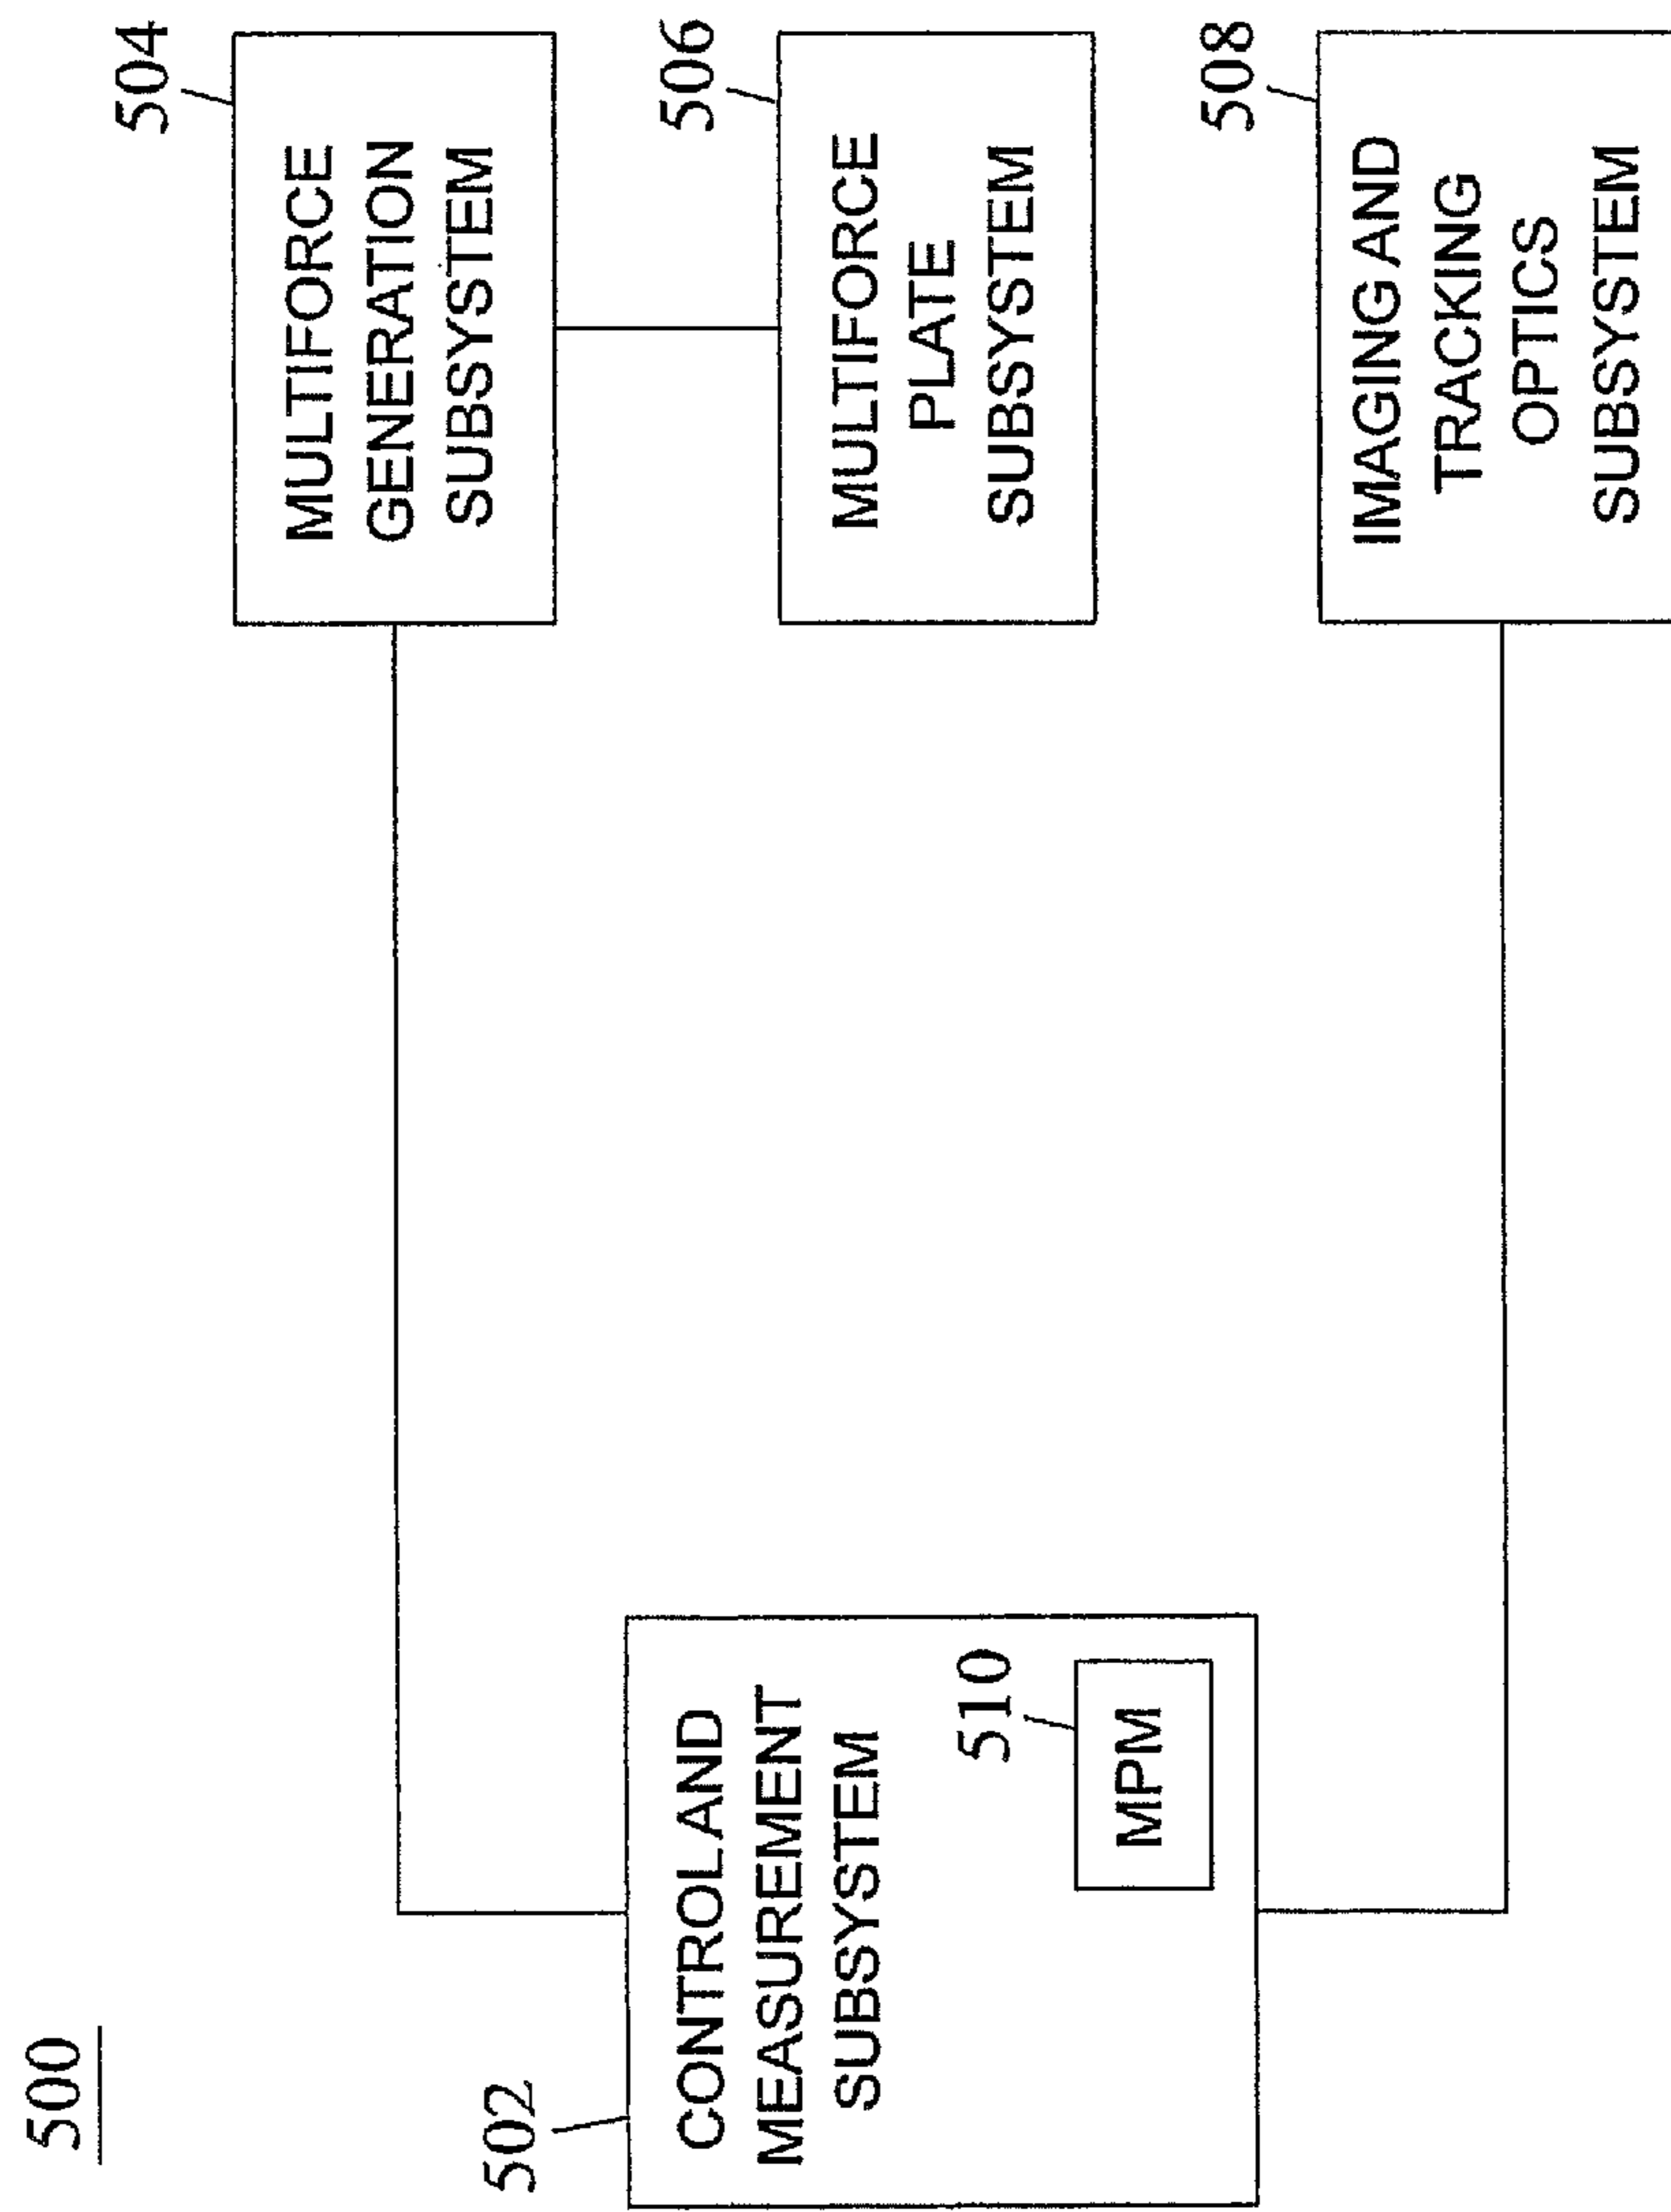 500
502
CONTROL AND
MEASUREMENT
SUBSYSTEM
510
MPM
504
MULTIFORCE
GENERATION
SUBSYSTEM
506
MULTIFORCE
PLATE
SUBSYSTEM
508
IMAGING AND
TRACKING
OPTICS
SUBSYSTEM